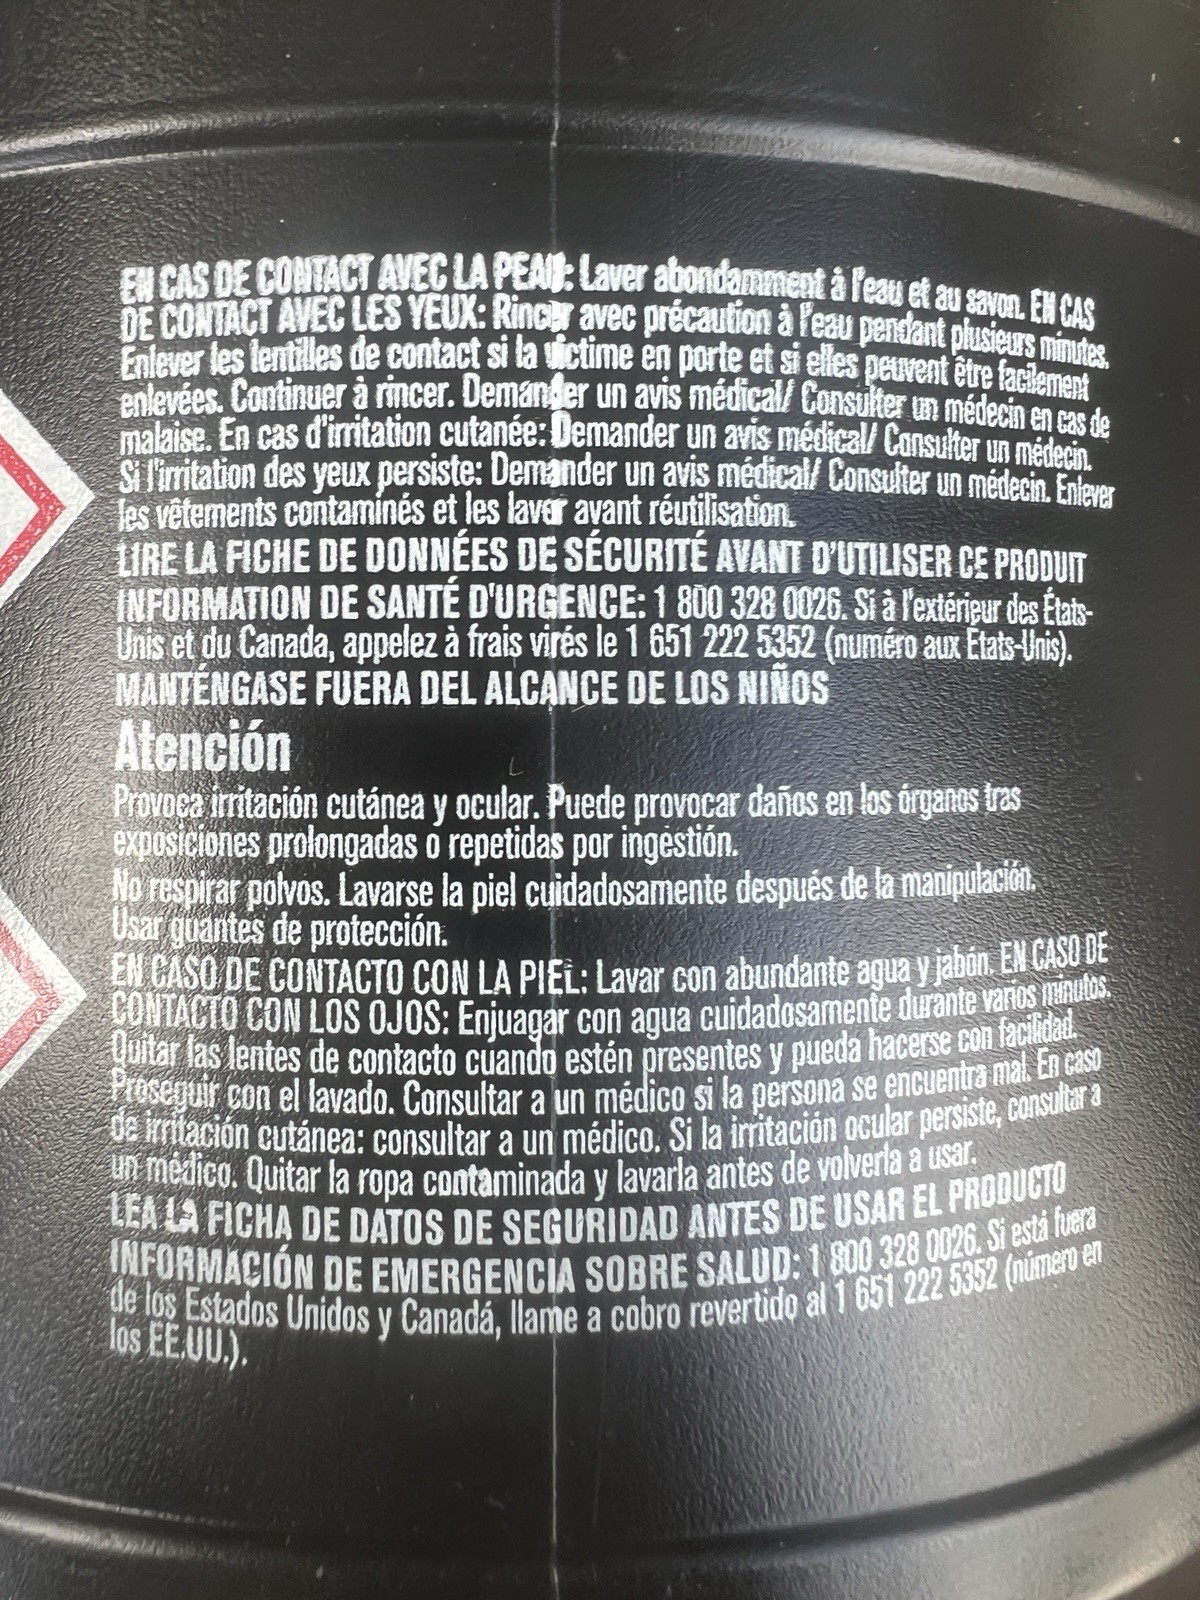 EN CAS DE CONTACT AVEC LA PEAU: Laver abondamment à l'eau et au savon. EN CAS
DE CONTACT AVEC LES YEUX: Rincer avec précaution à l'eau pendant plusieurs minutes.
Enlever les lentilles de contact si la victime en porte et si elles peuvent être facilement
enlevées. Continuer à rincer. Demander un avis médical/ Consulter un médecin en cas de
malaise. En cas d'irritation cutanée: Demander un avis médical/ Consulter un médecin.
Si l'irritation des yeux persiste: Demander un avis médical/ Consulter un médecin. Enlever
les vêtements contaminés et les laver avant réutilisation.
LIRE LA FICHE DE DONNÉES DE SÉCURITÉ AVANT D'UTILISER CE PRODUIT
INFORMATION DE SANTÉ D'URGENCE: 1 800 328 0026. Si à l'extérieur des États-
Unis et du Canada, appelez à frais virés le 1 651 222 5352 (numéro aux Etats-Unis).
MANTÉNGASE FUERA DEL ALCANCE DE LOS NIÑOS
Atención
Provoca irritación cutánea y ocular. Puede provocar daños en los órganos tras
exposiciones prolongadas o repetidas por ingestión.
No respirar polvos. Lavarse la piel cuidadosamente después de la manipulación.
Usar guantes de protección.
EN CASO DE CONTACTO CON LA PIEL: Lavar con abundante agua y jabón. EN CASO DE
CONTACTO CON LOS OJOS: Enjuagar con agua cuidadosamente durante varios minutos.
Quitar las lentes de contacto cuando estén presentes y pueda hacerse con facilidad.
Proseguir con el lavado. Consultar a un médico si la persona se encuentra mal. En caso
de irritación cutánea: consultar a un médico. Si la irritación ocular persiste, consultar a
un médico. Quitar la ropa contaminada y lavarla antes de volverla a usar.
LEA LA FICHA DE DATOS DE SEGURIDAD ANTES DE USAR EL PRODUCTO
INFORMACIÓN DE EMERGENCIA SOBRE SALUD: 1 800 328 0026. Si está fuera
de los Estados Unidos y Canadá, llame a cobro revertido al 1 651 222 5352 (número en
los EE.UU.).